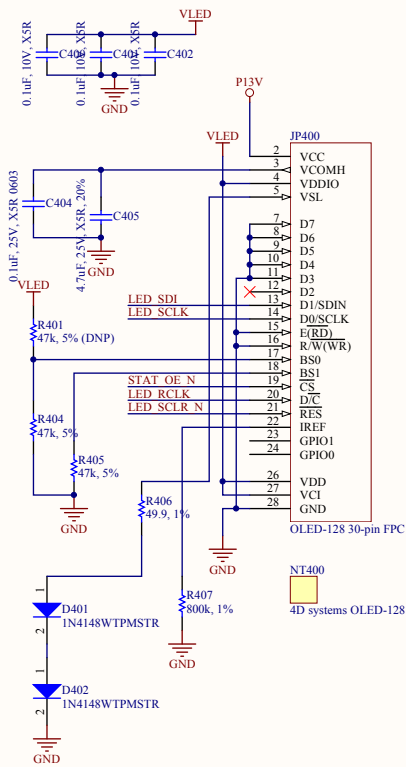 VLED
0.1uF, 10V, X5R
C400
0.1uF, 10V, X5R
C401
0.1uF, 10V, X5R
C402
GND
P13V
VLED
JP400
2 VCC
3 VCOMH
4 VDDIO
5 VSL
7 D7
8 D6
9 D5
10 D4
11 D3
12 D2
LED_SDI 13 D1/SDIN
LED_SCLK 14 D0/SCLK
15 E(RD)
16 R/W(WR)
17 BS0
18 BS1
STAT_OE_N 19 CS
LED_RCLK 20 D/C
LED_SCLR_N 21 RES
22 IREF
23 GPIO1
24 GPIO0
26 VDD
27 VCI
28 GND
OLED-128 30-pin FPC
0.1uF, 25V, X5R 0603
C404
4.7uF, 25V, X5R, 20%
C405
GND
VLED
R401
47k, 5% (DNP)
R404
47k, 5%
R405
47k, 5%
GND
R406
49.9, 1%
GND
NT400
4D systems OLED-128
R407
800k, 1%
GND
1
D401
1N4148WTPMSTR
2
1
D402
1N4148WTPMSTR
2
GND